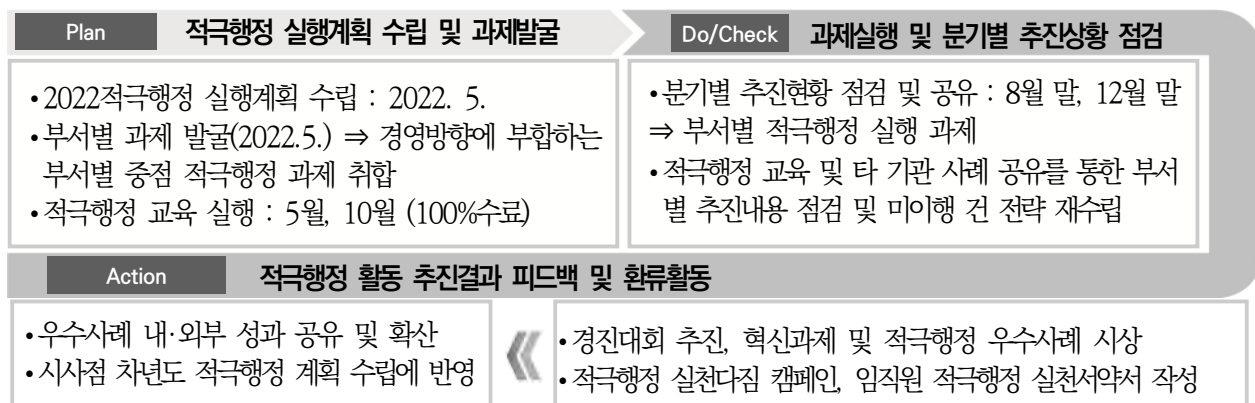 Plan 적극행정 실행계획 수립 및 과제발굴
•2022적극행정 실행계획 수립 : 2022. 5.
•부서별 과제 발굴(2022.5.) ⇒ 경영방향에 부합하는
부서별 중점 적극행정 과제 취합
•적극행정 교육 실행 : 5월, 10월 (100%수료)
Do/Check 과제실행 및 분기별 추진상황 점검
•분기별 추진현황 점검 및 공유 : 8월 말, 12월 말
⇒ 부서별 적극행정 실행 과제
•적극행정 교육 및 타 기관 사례 공유를 통한 부서
별 추진내용 점검 및 미이행 건 전략 재수립
Action 적극행정 활동 추진결과 피드백 및 환류활동
•경진대회 추진, 혁신과제 및 적극행정 우수사례 시상
•적극행정 실천다짐 캠페인, 임직원 적극행정 실천서약서 작성
•우수사례 내·외부 성과 공유 및 확산
•시사점 차년도 적극행정 계획 수립에 반영